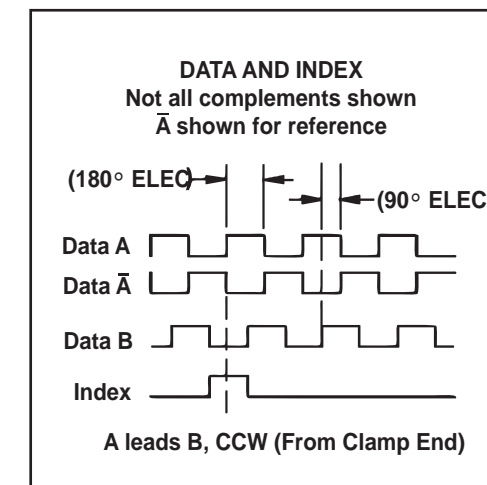 DATA AND INDEX
Not all complements shown
A̅ shown for reference
(180° ELEC)
(90° ELEC
Data A
Data A̅
Data B
Index
A leads B, CCW (From Clamp End)